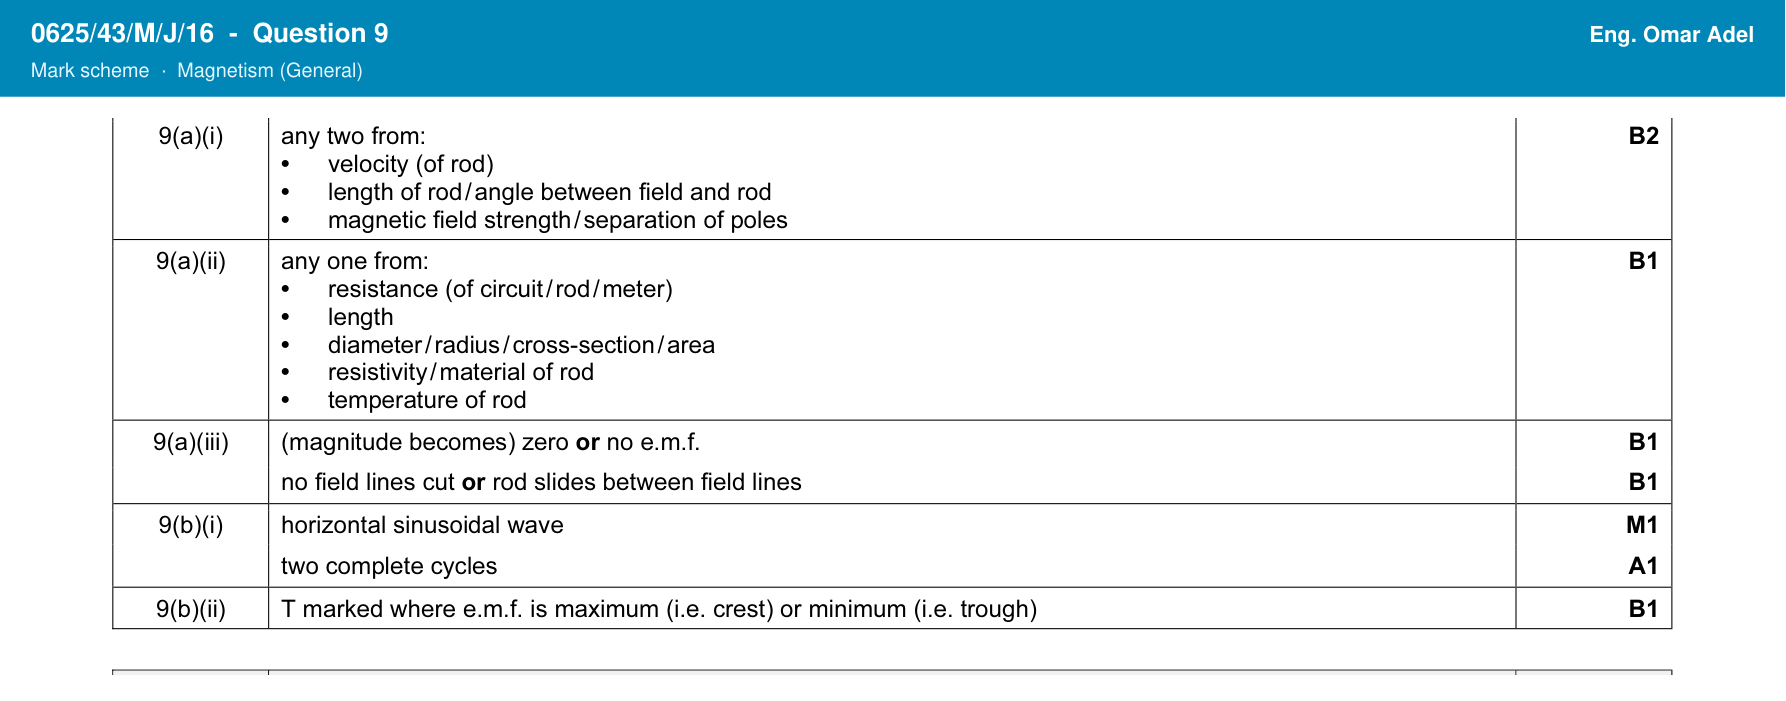 0625/43/M/J/16 - Question 9
Eng. Omar Adel
Mark scheme · Magnetism (General)
9(a)(i) any two from: B2
• velocity (of rod)
• length of rod/angle between field and rod
• magnetic field strength/separation of poles
9(a)(ii) any one from: B1
• resistance (of circuit/rod/meter)
• length
• diameter/radius/cross-section/area
• resistivity/material of rod
• temperature of rod
9(a)(iii) (magnitude becomes) zero or no e.m.f. B1
no field lines cut or rod slides between field lines B1
9(b)(i) horizontal sinusoidal wave M1
two complete cycles A1
9(b)(ii) T marked where e.m.f. is maximum (i.e. crest) or minimum (i.e. trough) B1